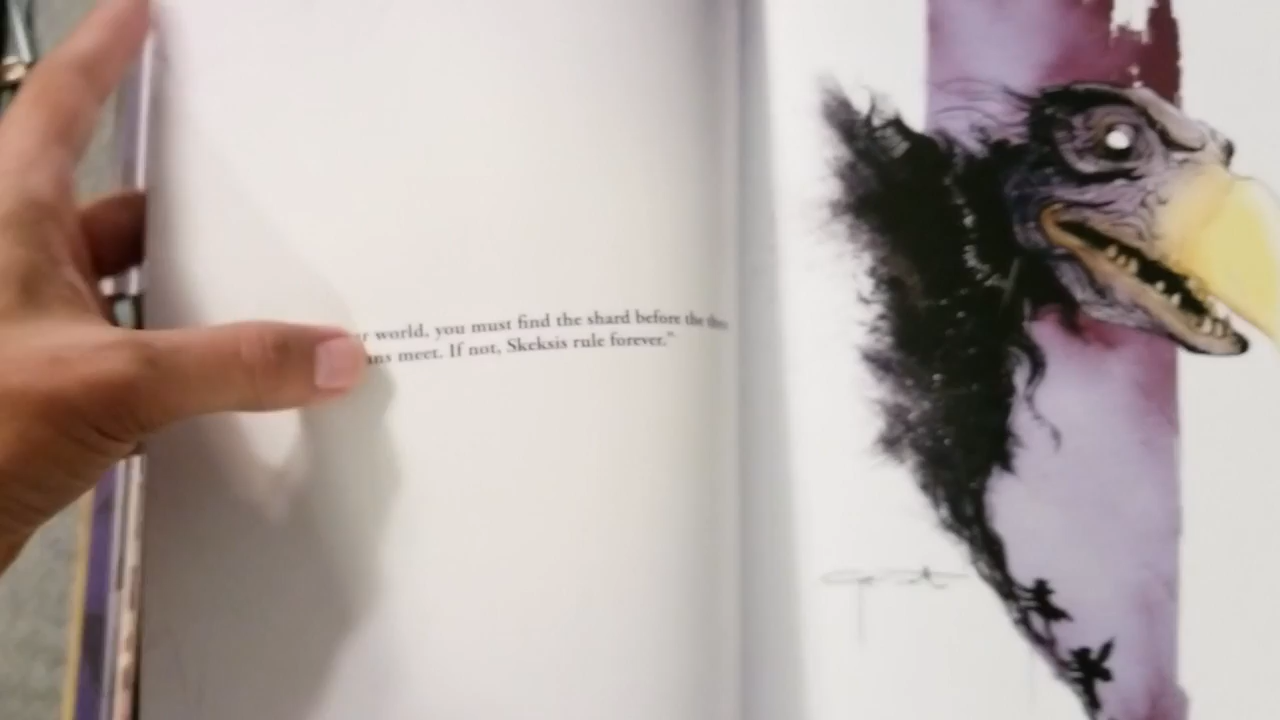 world, you must find the shard before the
meet. If not, Skeksis rule forever."